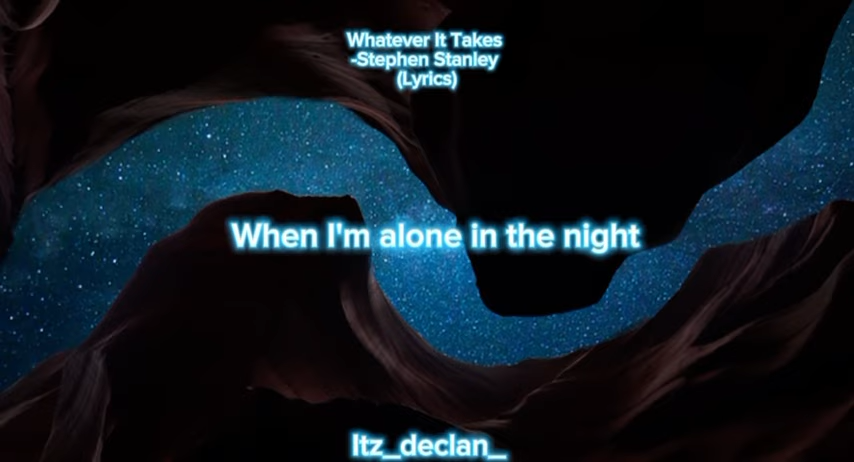 Whatever It Takes
-Stephen Stanley
(Lyrics)
When I'm alone in the night
Itz_declan_